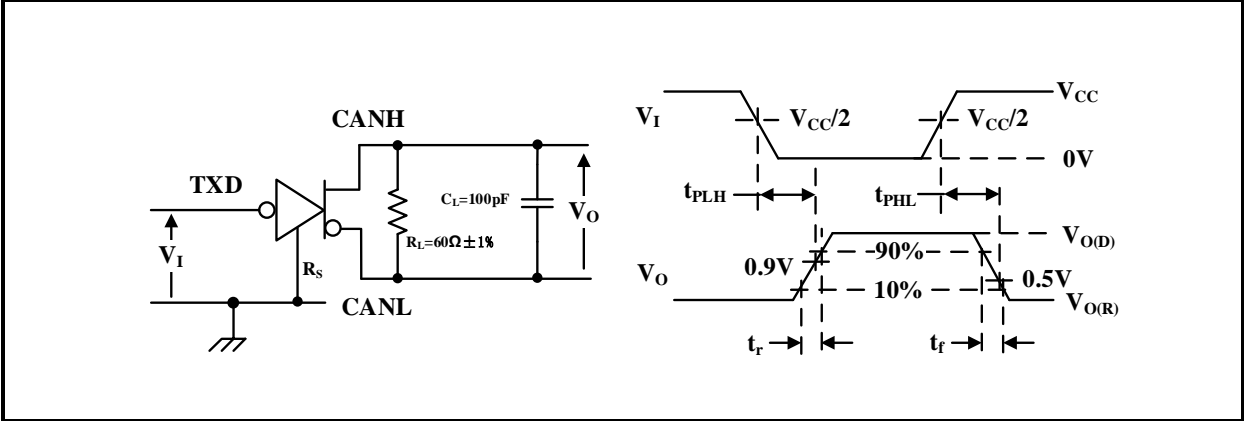 CANH
TXD
V_I
R_S
CANL
R_L=60Ω±1%
C_L=100pF
V_O
V_I
V_CC/2
V_CC/2
V_CC
0V
t_PLH
t_PHL
V_O
0.9V
90%
10%
0.5V
V_O(D)
V_O(R)
t_r
t_f